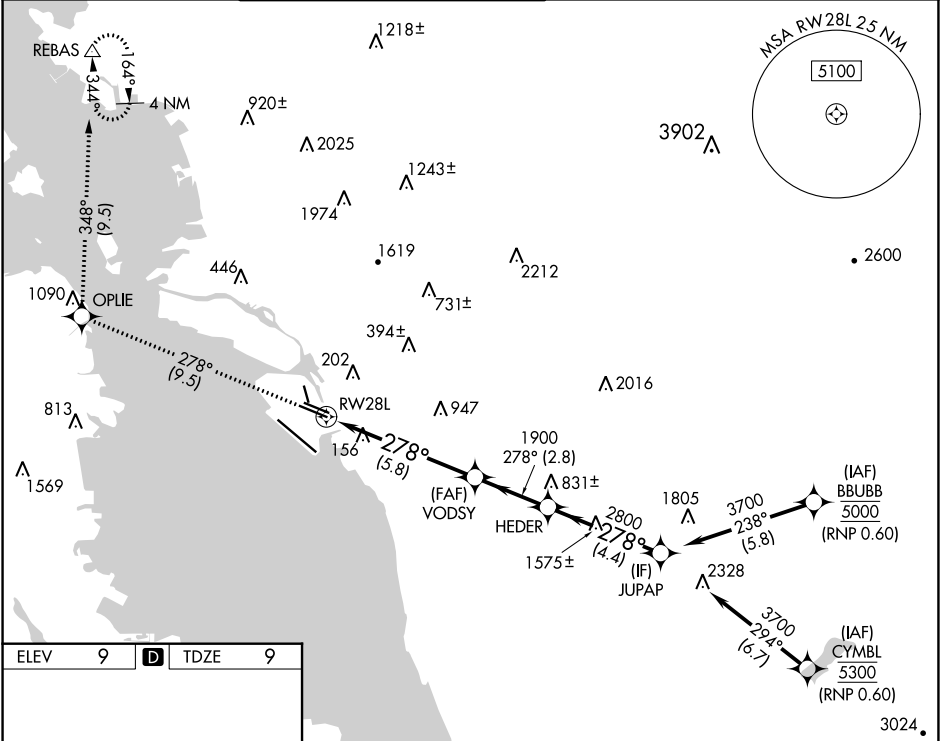 1218±
REBAS
164°
344°
4 NM
920±
2025
MSA RW28L 25 NM
5100
3902
1243±
1974
348°
(9.5)
1619
446
2212
2600
1090
OPLIE
731±
394±
278°
(9.5)
202
2016
RW28L
813
947
156
278°
(5.8)
1900
278° (2.8)
1569
(FAF)
VODSY
831±
HEDER
1805
3700
238°
(5.8)
(IAF)
BBUBB
5000
(RNP 0.60)
2800
278°
(4.4)
1575±
(IF)
JUPAP
2328
3700
294°
(6.7)
(IAF)
CYMBL
5300
(RNP 0.60)
ELEV 9 D TDZE 9
3024